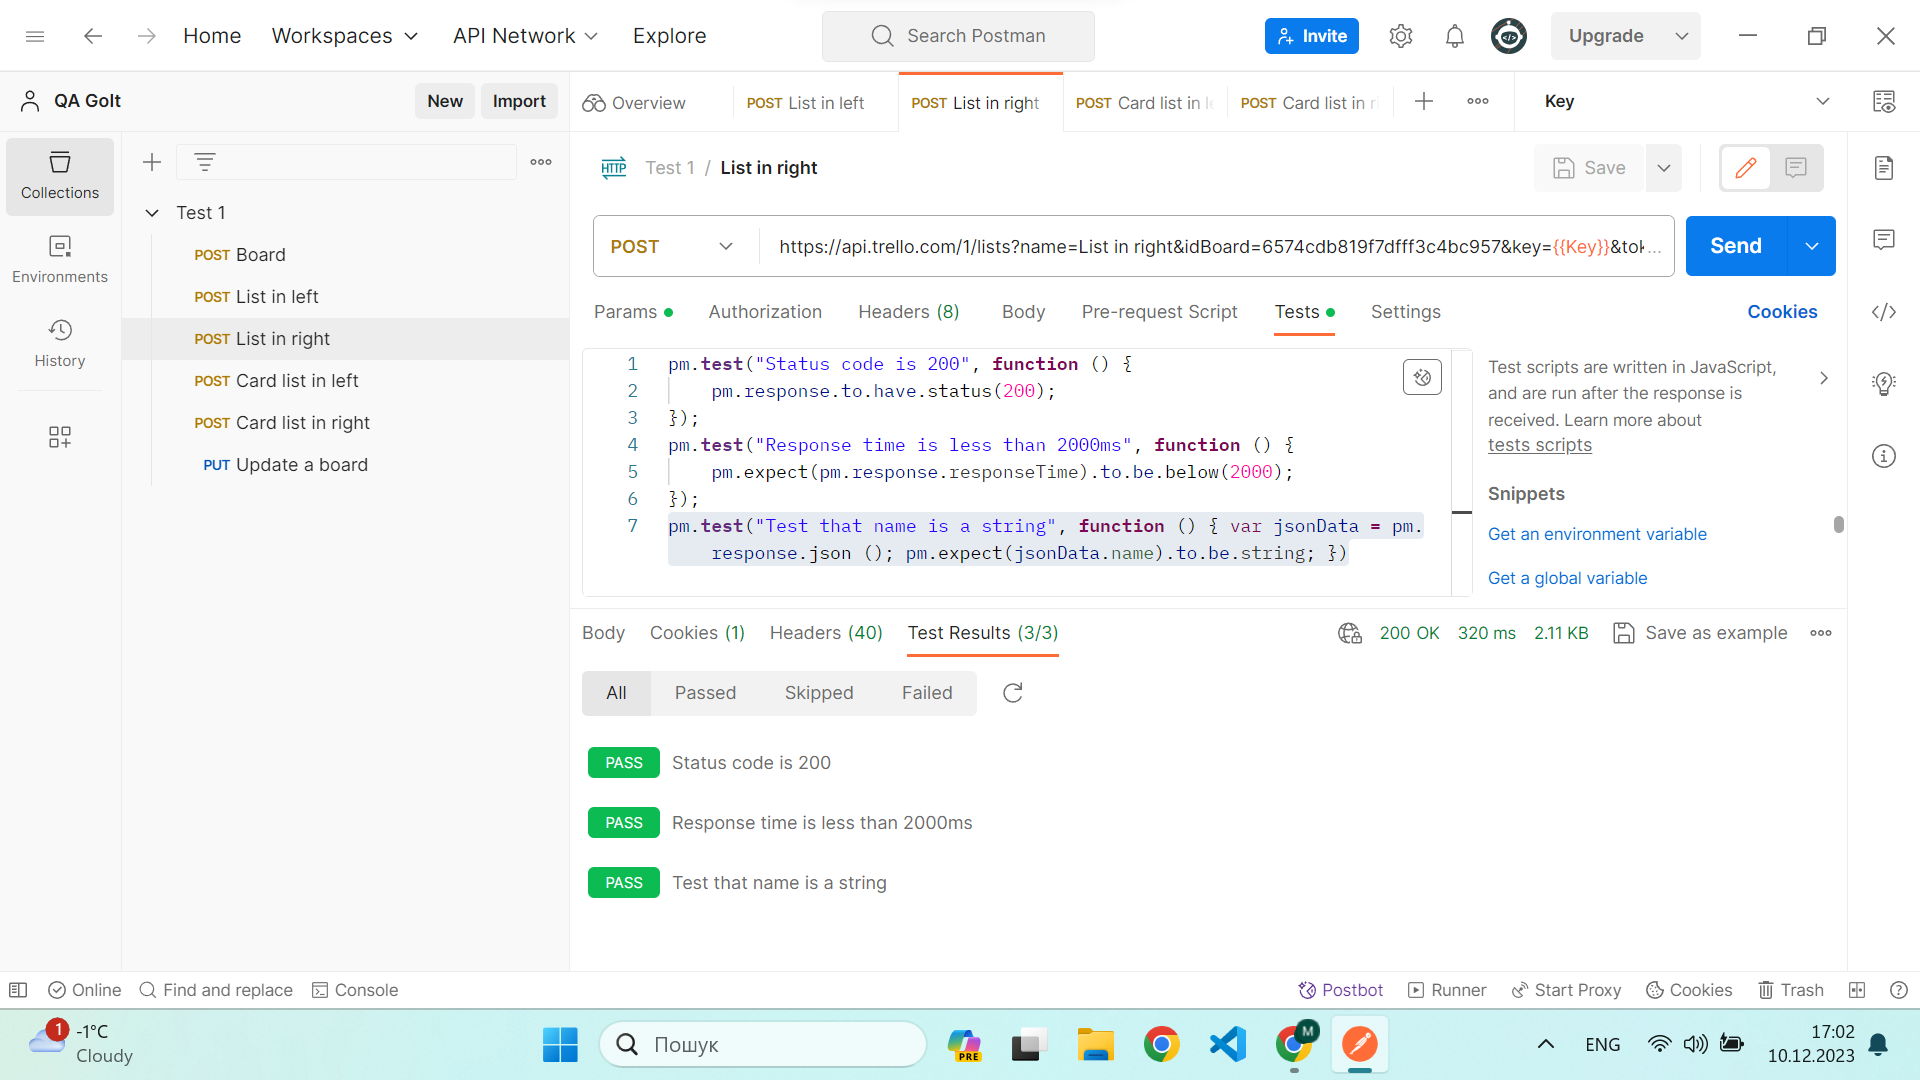 Home
Workspaces
API Network
Explore
Search Postman
Invite
Upgrade
QA GoIt
New
Import
Overview
POST List in left
POST List in right
POST Card list in
POST Card list in
Key
Collections
Environments
History
Test 1
POST Board
POST List in left
POST List in right
POST Card list in left
POST Card list in right
PUT Update a board
HTTP
Test 1 / List in right
Save
POST
https://api.trello.com/1/lists?name=List in right&idBoard=6574cdb819f7dfff3c4bc957&key={{Key}}&tok...
Send
Params
Authorization
Headers (8)
Body
Pre-request Script
Tests
Settings
Cookies
1 pm.test("Status code is 200", function () {
2 pm.response.to.have.status(200);
3 });
4 pm.test("Response time is less than 2000ms", function () {
5 pm.expect(pm.response.responseTime).to.be.below(2000);
6 });
7 pm.test("Test that name is a string", function () { var jsonData = pm.
response.json (); pm.expect(jsonData.name).to.be.string; })
Test scripts are written in JavaScript,
and are run after the response is
received. Learn more about
tests scripts
Snippets
Get an environment variable
Get a global variable
Body
Cookies (1)
Headers (40)
Test Results (3/3)
200 OK
320 ms
2.11 KB
Save as example
All
Passed
Skipped
Failed
PASS Status code is 200
PASS Response time is less than 2000ms
PASS Test that name is a string
Online
Find and replace
Console
Postbot
Runner
Start Proxy
Cookies
Trash
1
-1°C
Cloudy
Пошук
PRE
M
ENG
17:02
10.12.2023